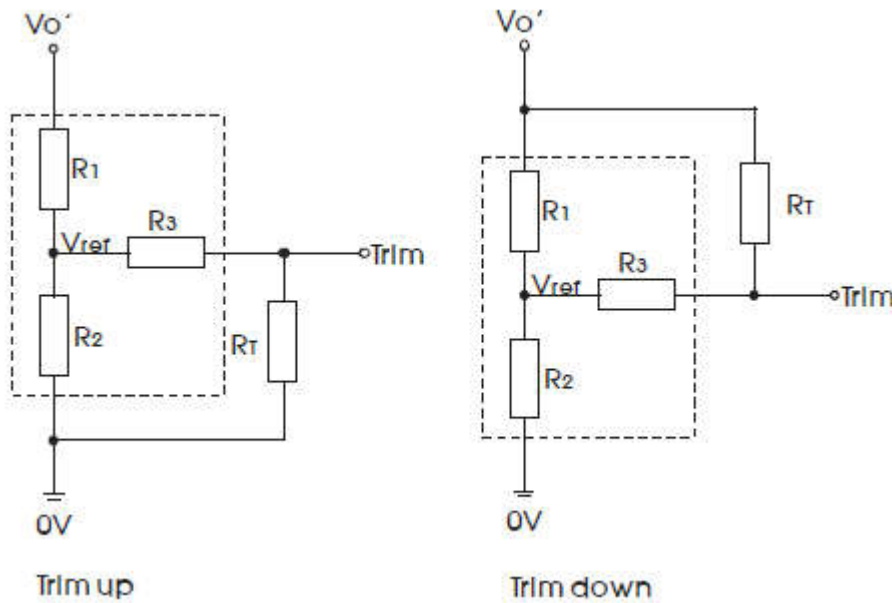 Vo'
R1
Vref
R3
Trim
R2
RT
0V
Trim up
Vo'
R1
RT
Vref
R3
Trim
R2
0V
Trim down